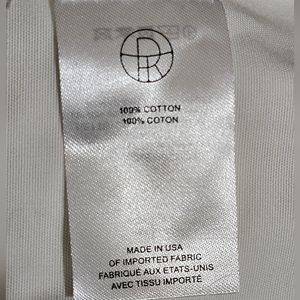 100% COTTON
100% COTON
MADE IN USA
OF IMPORTED FABRIC
FABRIQUÉ AUX ETATS-UNIS
AVEC TISSU IMPORTÉ